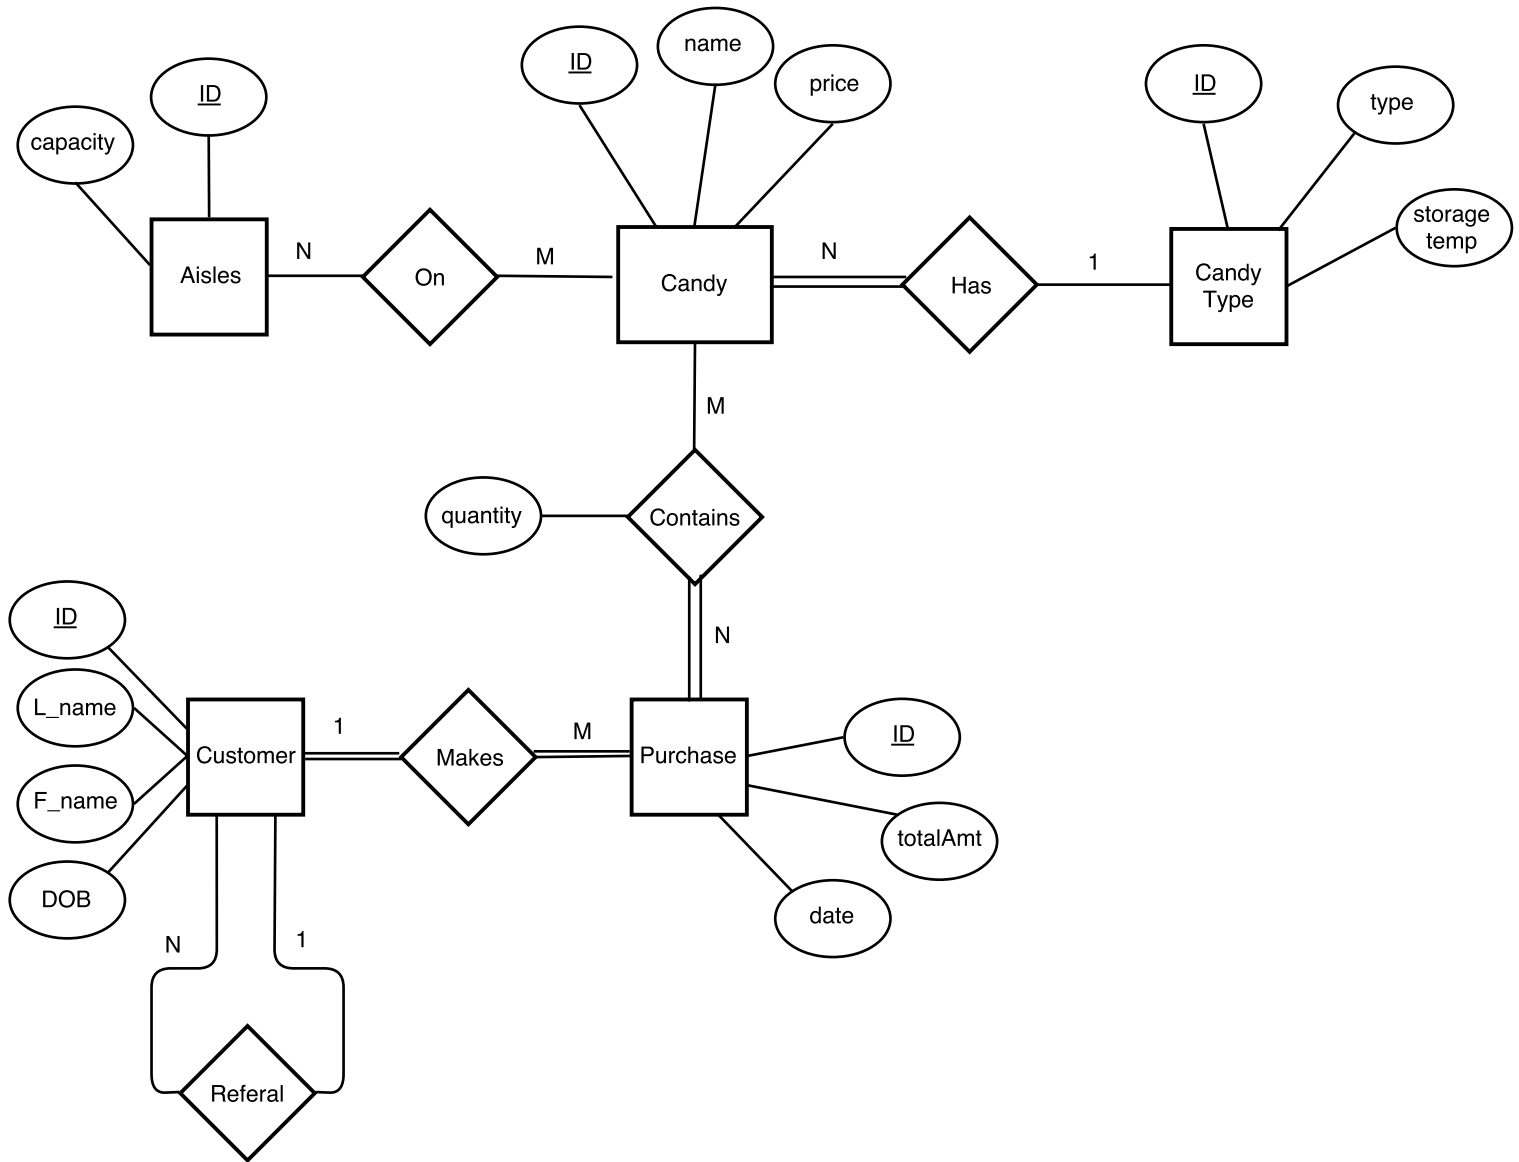 name
ID
price
ID
type
ID
capacity
storage
temp
N
M
N
1
Aisles
On
Candy
Has
Candy
Type
M
quantity
Contains
ID
N
L_name
1
M
ID
Customer
Makes
Purchase
F_name
totalAmt
DOB
date
N
1
Referal